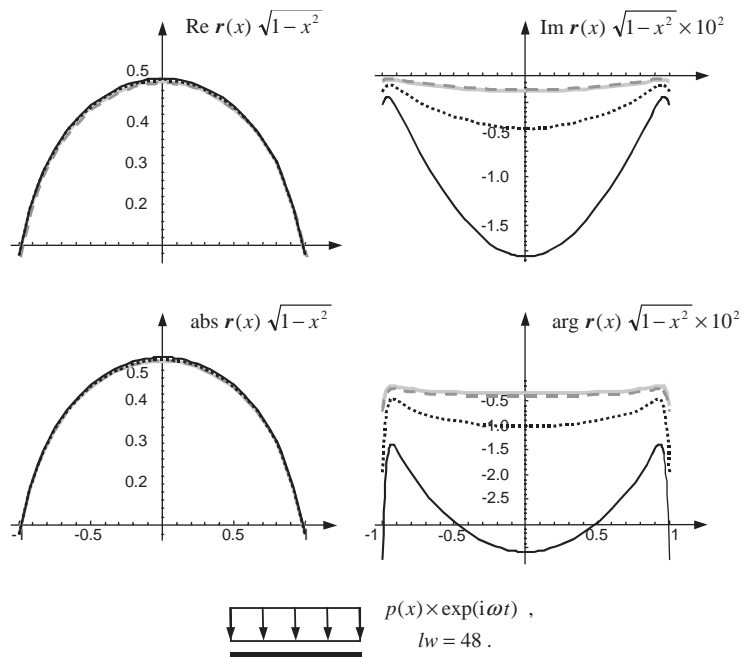 Re r(x) √1−x²
0.5
0.4
0.3
0.2
Im r(x) √1−x² × 10²
-0.5
-1.0
-1.5
abs r(x) √1−x²
0.5
0.4
0.3
0.2
-1 -0.5 0.5 1
arg r(x) √1−x² × 10²
-0.5
-1.0
-1.5
-2.0
-2.5
-1 -0.5 0.5 1
p(x) × exp(iωt) ,
lw = 48 .